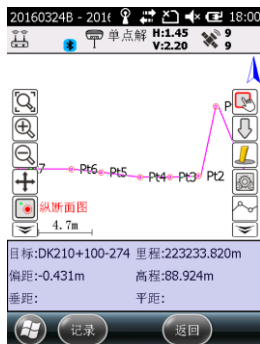 20160324B - 2016 18:00
单点解 H:1.45 9
V:2.20 9
P
7 Pt6 Pt5 Pt4 Pt3 Pt2
纵断面图
4.7m
目标:DK210+100-274 里程:223233.820m
偏距:-0.431m 高程:88.924m
垂距: 平距:
记录 返回